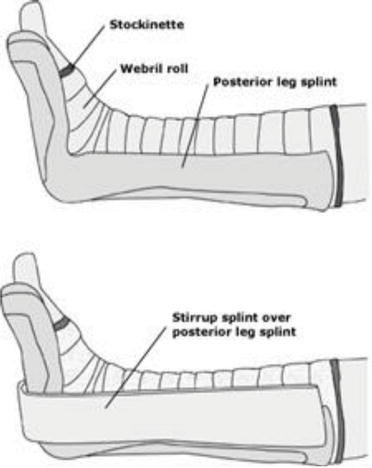 Stockinette
Webril roll
Posterior leg splint
Stirrup splint over
posterior leg splint